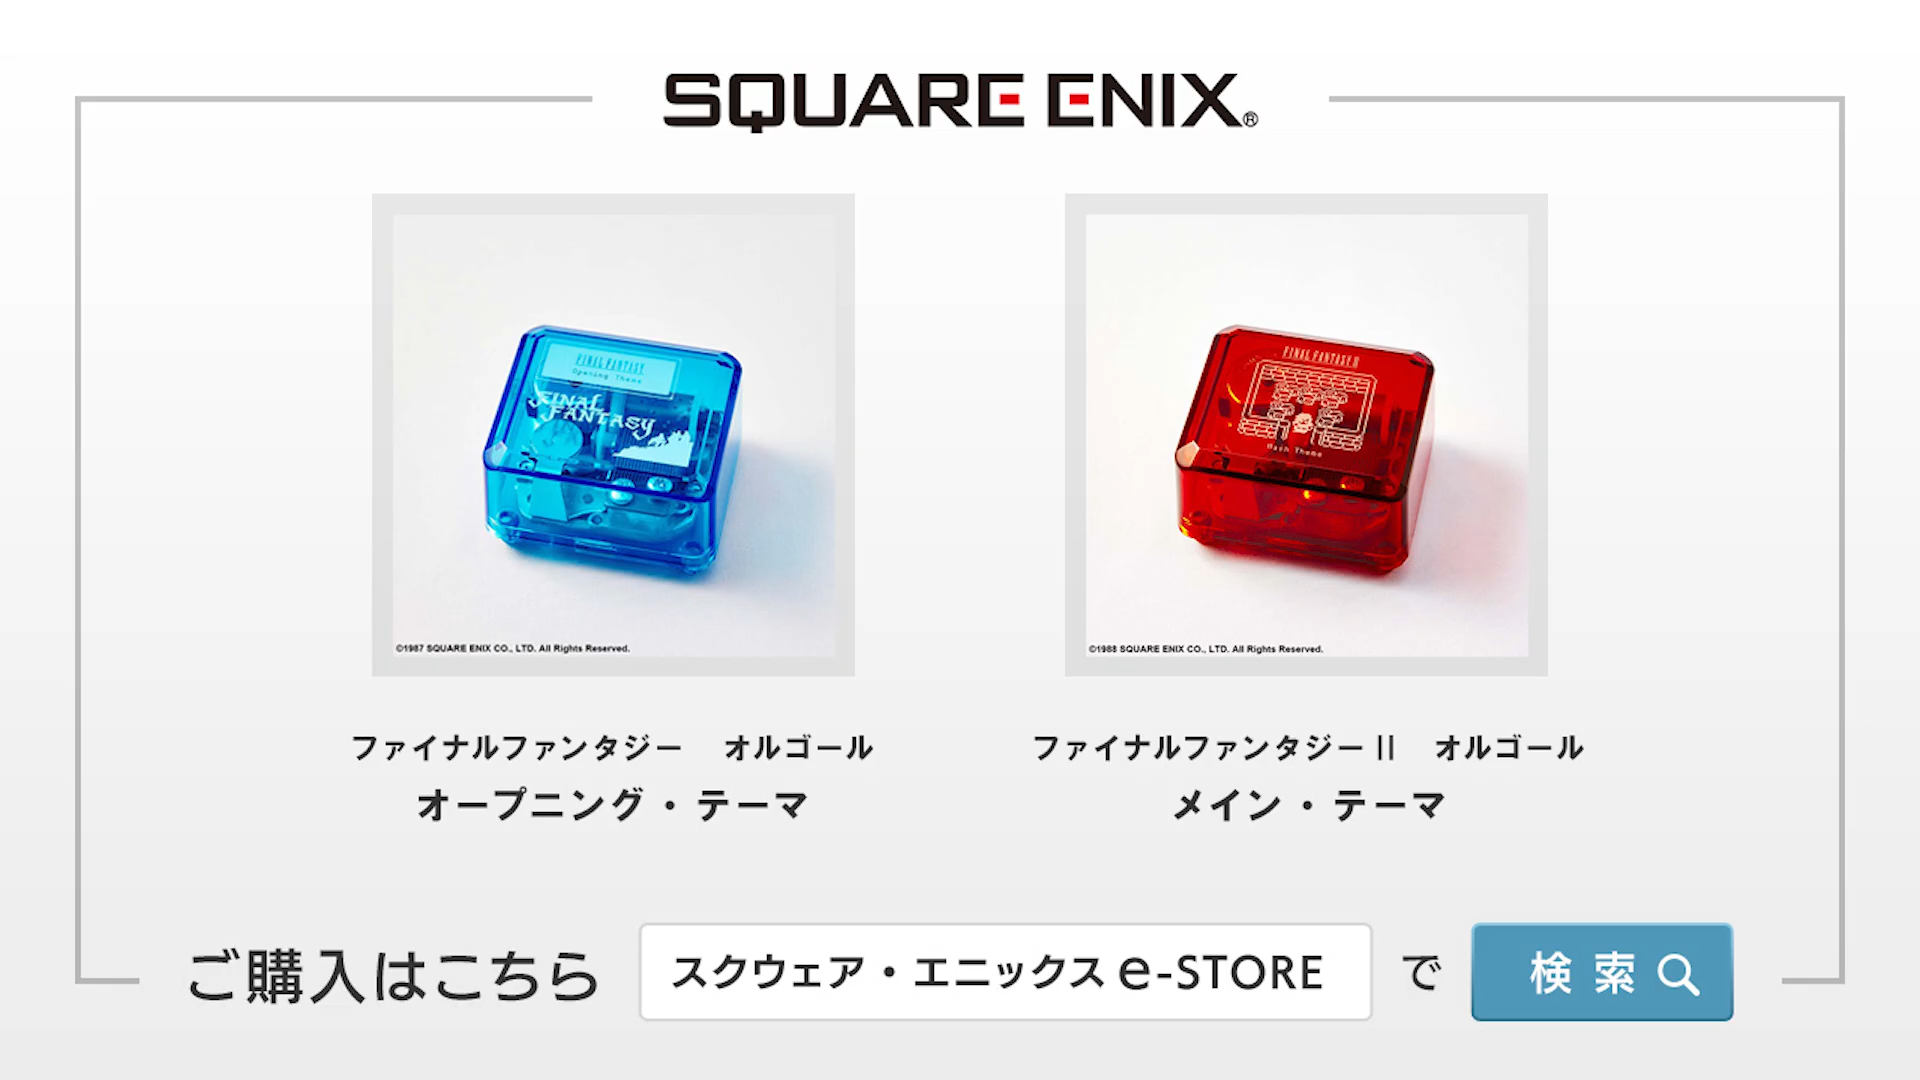 SQUARE ENIX®
FINAL FANTASY
Opening Theme
FINAL
FANTASY
©1987 SQUARE ENIX CO., LTD. All Rights Reserved.
FINAL FANTASY II
Main Theme
©1988 SQUARE ENIX CO., LTD. All Rights Reserved.
ファイナルファンタジー　オルゴール
オープニング・テーマ
ファイナルファンタジーⅡ　オルゴール
メイン・テーマ
ご購入はこちら スクウェア・エニックス e-STORE で 検索